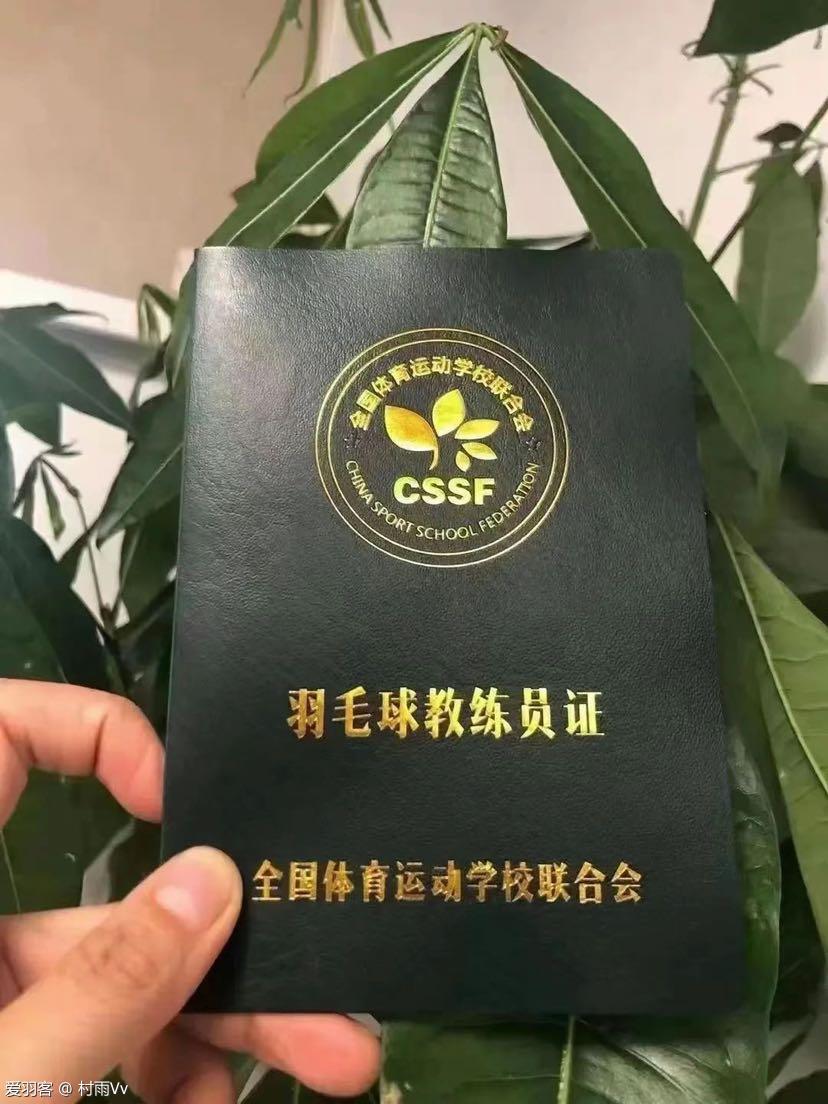 全国体育运动学校联合会
CSSF
CHINA SPORT SCHOOL FEDERATION
羽毛球教练员证
全国体育运动学校联合会
爱羽客 @ 村雨Vv